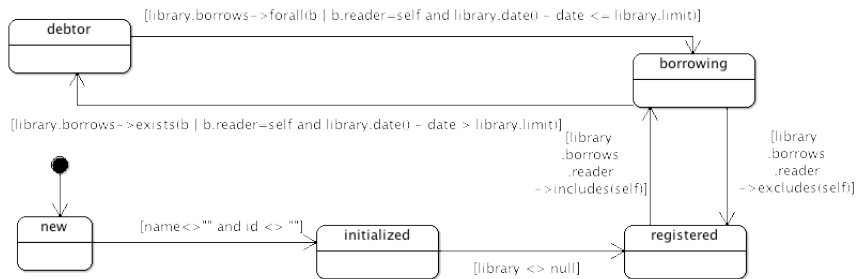 [library.borrows->forall(b | b.reader=self and library.date() - date <= library.limit)]
debtor
borrowing
[library.borrows->exists(b | b.reader=self and library.date() - date > library.limit)]
[library
.borrows
.reader
->includes(self)]
[library
.borrows
.reader
->excludes(self)]
new
[name<>"" and id <> ""]
initialized
registered
[library <> null]